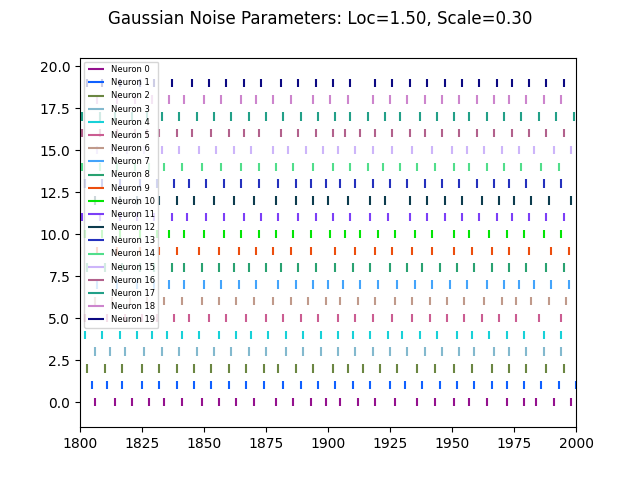 Gaussian Noise Parameters: Loc=1.50, Scale=0.30
20.0
17.5
15.0
12.5
10.0
7.5
5.0
2.5
0.0
Neuron 0
Neuron 1
Neuron 2
Neuron 3
Neuron 4
Neuron 5
Neuron 6
Neuron 7
Neuron 8
Neuron 9
Neuron 10
Neuron 11
Neuron 12
Neuron 13
Neuron 14
Neuron 15
Neuron 16
Neuron 17
Neuron 18
Neuron 19
1800 1825 1850 1875 1900 1925 1950 1975 2000